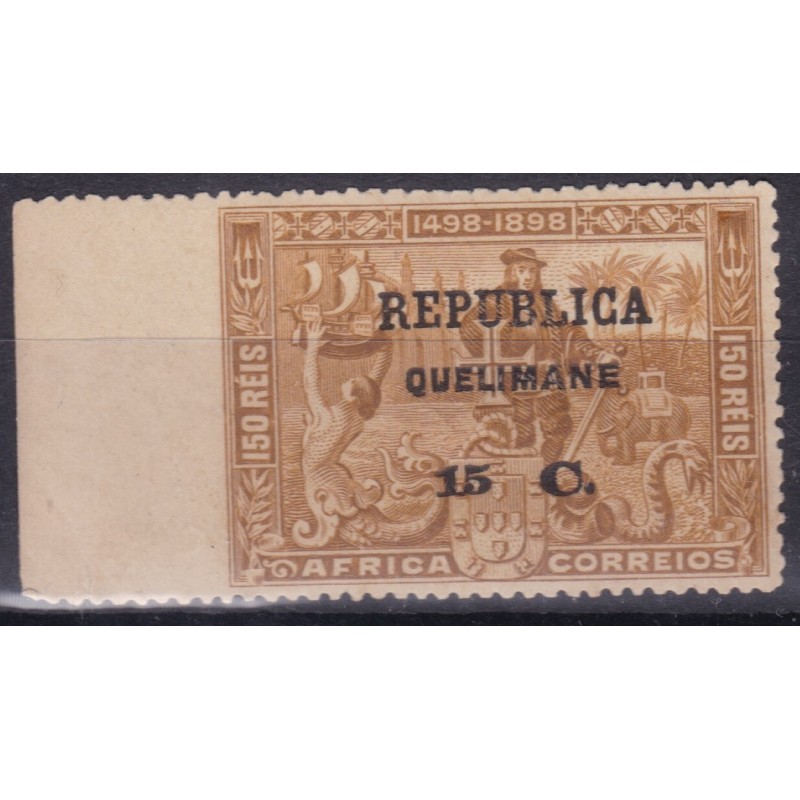 1498-1898
REPUBLICA
QUELIMANE
15 C.
150 RÉIS
150 RÉIS
AFRICA CORREIOS